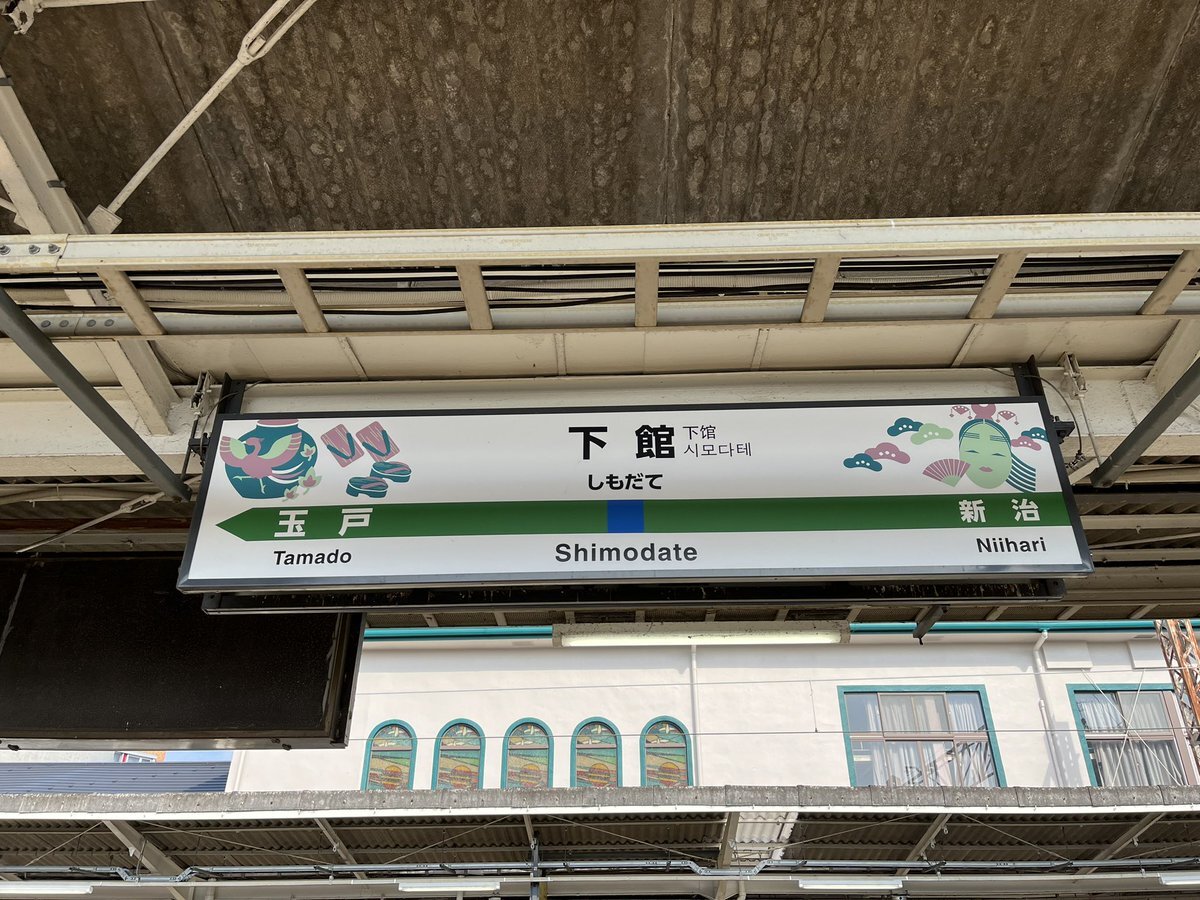 下館 下馆
시모다테
しもだて
玉戸 新治
Tamado Shimodate Niihari